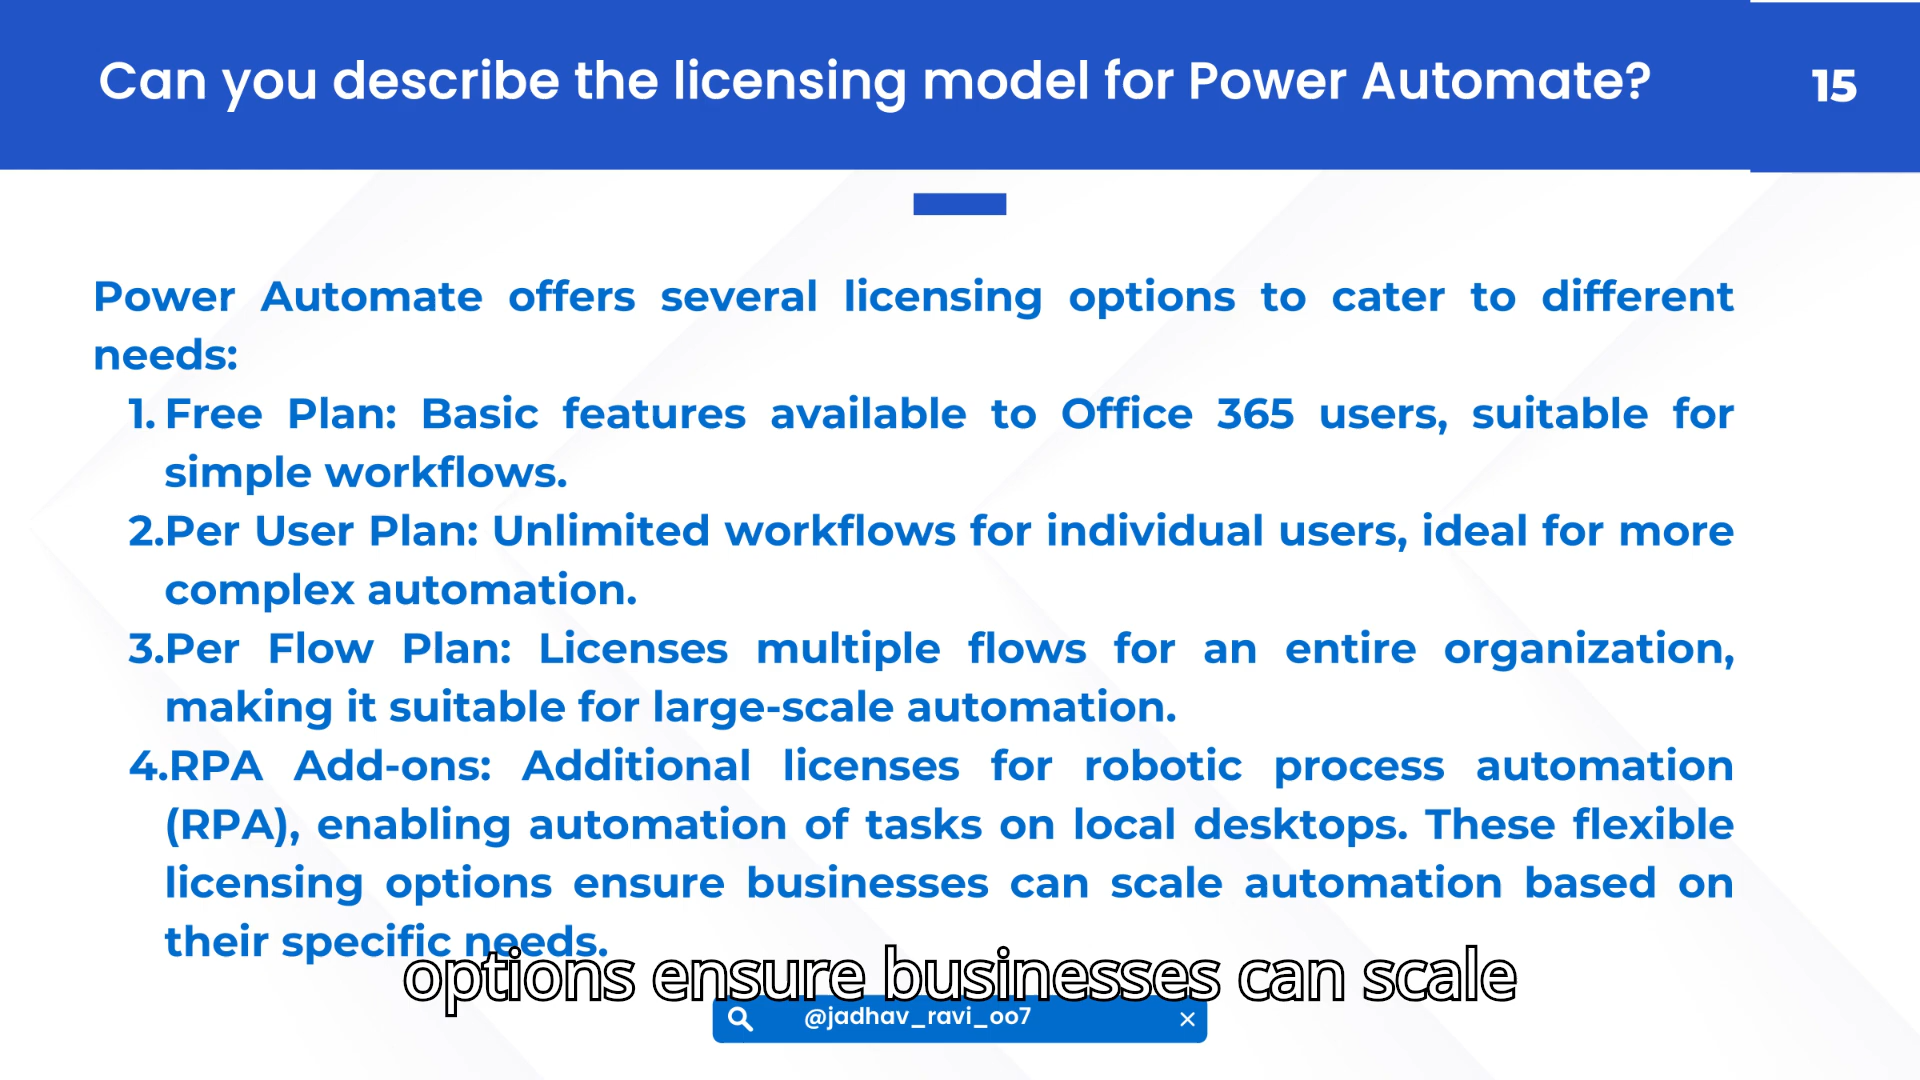 Can you describe the licensing model for Power Automate?
15
Power Automate offers several licensing options to cater to different
needs:
1. Free Plan: Basic features available to Office 365 users, suitable for
simple workflows.
2.Per User Plan: Unlimited workflows for individual users, ideal for more
complex automation.
3.Per Flow Plan: Licenses multiple flows for an entire organization,
making it suitable for large-scale automation.
4.RPA Add-ons: Additional licenses for robotic process automation
(RPA), enabling automation of tasks on local desktops. These flexible
licensing options ensure businesses can scale automation based on
their specific needs.
options ensure businesses can scale
@jadhav_ravi_oo7